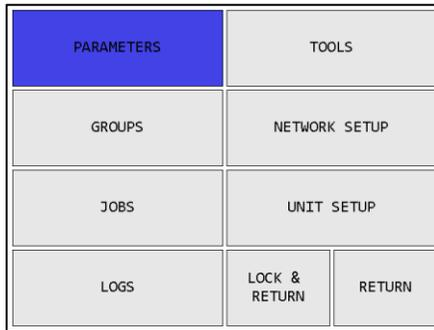 PARAMETERS
TOOLS
GROUPS
NETWORK SETUP
JOBS
UNIT SETUP
LOGS
LOCK &
RETURN
RETURN